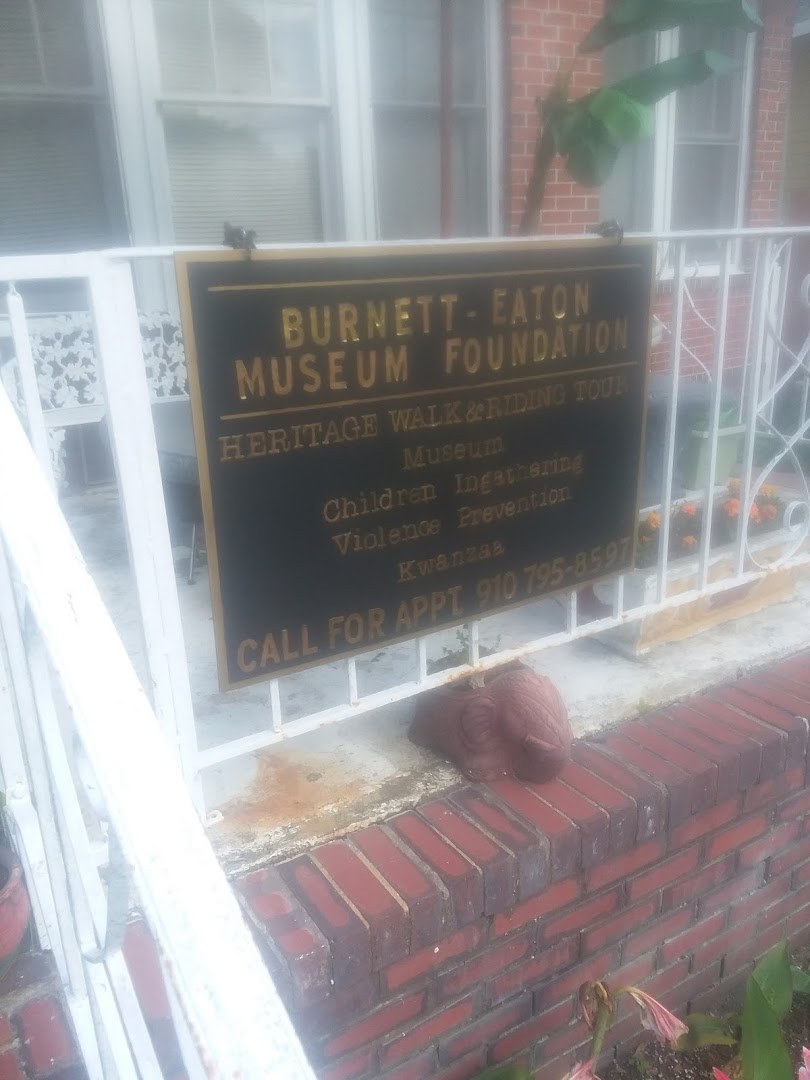 BURNETT - EATON
MUSEUM FOUNDATION
HERITAGE WALK & RIDING TOUR
Museum
Children Ingathering
Violence Prevention
Kwanzaa
CALL FOR APPT. 910 795-8597